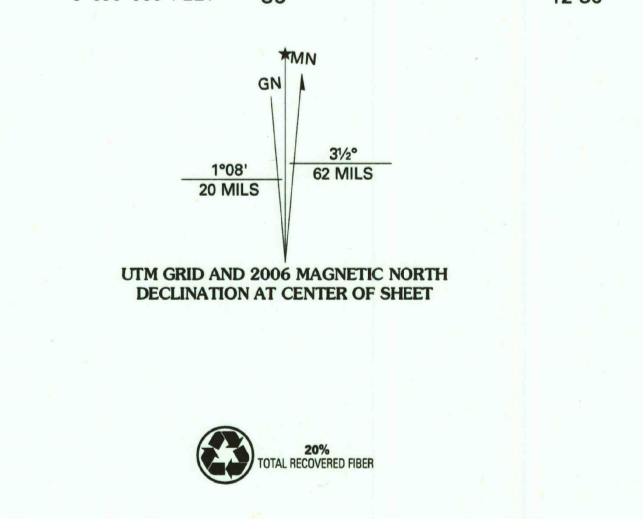 ★MN
GN
3½°
1°08'
62 MILS
20 MILS
UTM GRID AND 2006 MAGNETIC NORTH
DECLINATION AT CENTER OF SHEET
20%
TOTAL RECOVERED FIBER